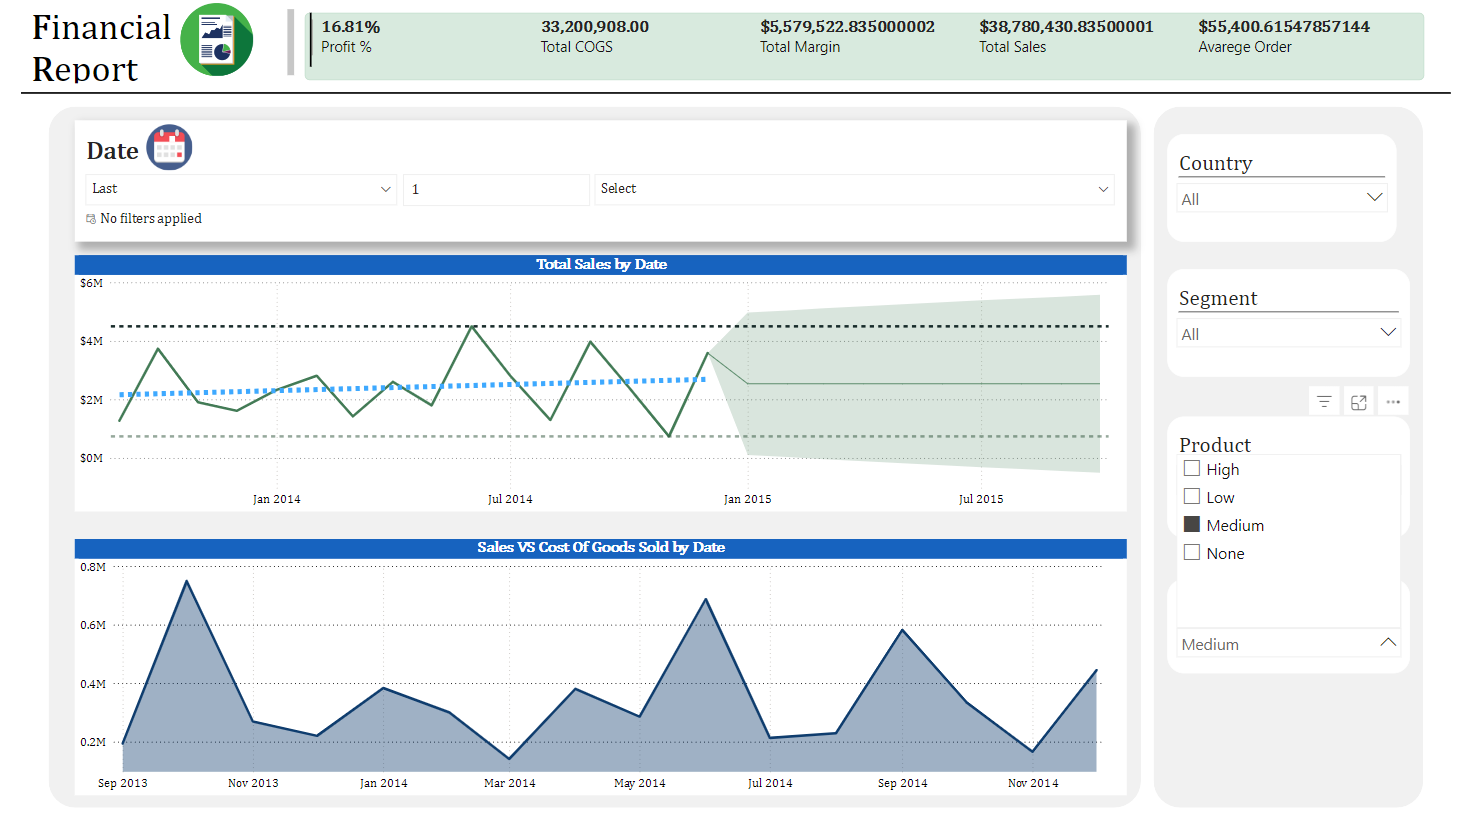 Financial
Report
16.81%
Profit %
33,200,908.00
Total COGS
$5,579,522.835000002
Total Margin
$38,780,430.83500001
Total Sales
$55,400.61547857144
Avarege Order
Date
Last
1
Select
No filters applied
Total Sales by Date
$6M
$4M
$2M
$0M
Jan 2014
Jul 2014
Jan 2015
Jul 2015
Sales VS Cost Of Goods Sold by Date
0.8M
0.6M
0.4M
0.2M
Sep 2013
Nov 2013
Jan 2014
Mar 2014
May 2014
Jul 2014
Sep 2014
Nov 2014
Country
All
Segment
All
Product
High
Low
Medium
None
Medium